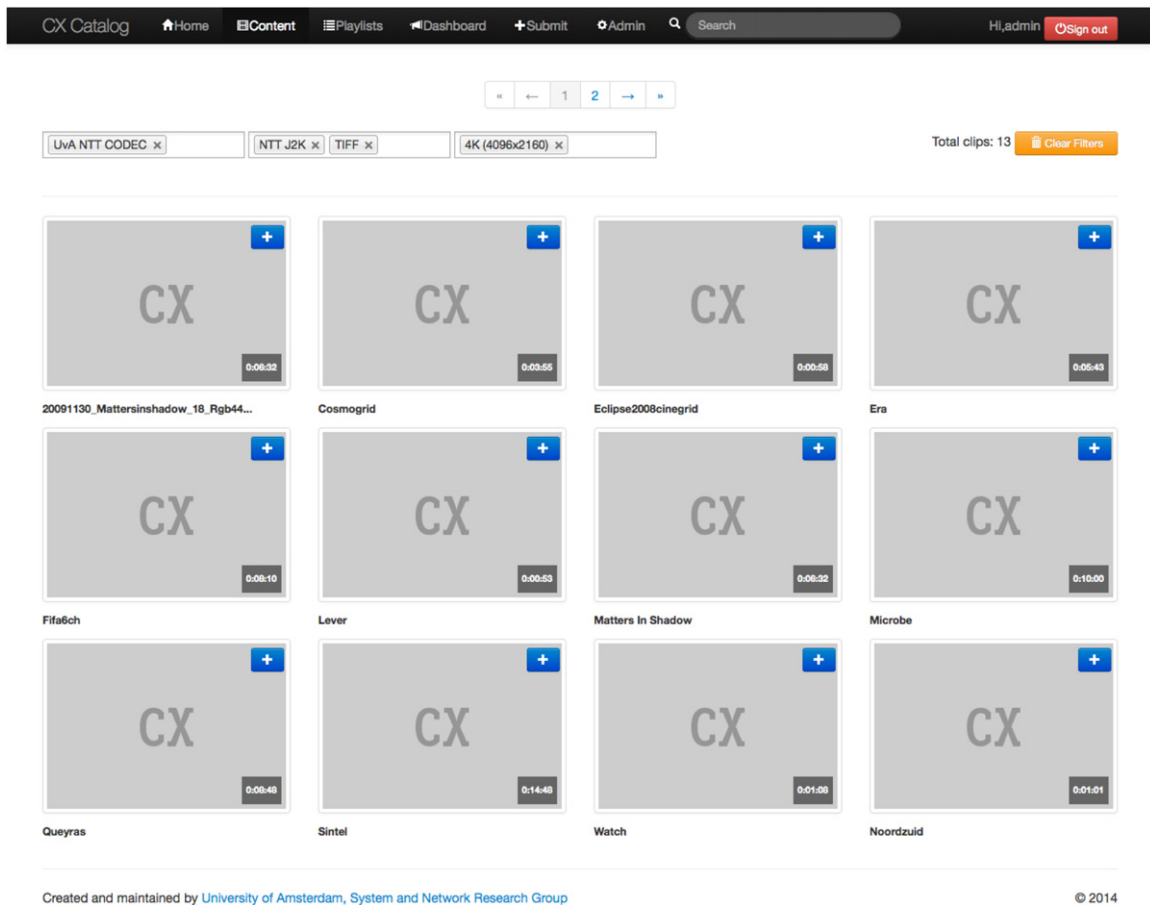 CX Catalog Home Content Playlists Dashboard Submit Admin Search Hi,admin Sign out
« ← 1 2 → »
UvA NTT CODEC × NTT J2K × TIFF × 4K (4096x2160) × Total clips: 13 Clear Filters
+ + + +
CX CX CX CX
0:06:32 0:03:55 0:00:58 0:05:43
20091130_Mattersinshadow_18_Rgb44... Cosmogrid Eclipse2008cinegrid Era
+ + + +
CX CX CX CX
0:08:10 0:00:53 0:06:32 0:10:00
Fifa6ch Lever Matters In Shadow Microbe
+ + + +
CX CX CX CX
0:08:48 0:14:48 0:01:08 0:01:01
Queyras Sintel Watch Noordzuid
Created and maintained by University of Amsterdam, System and Network Research Group © 2014